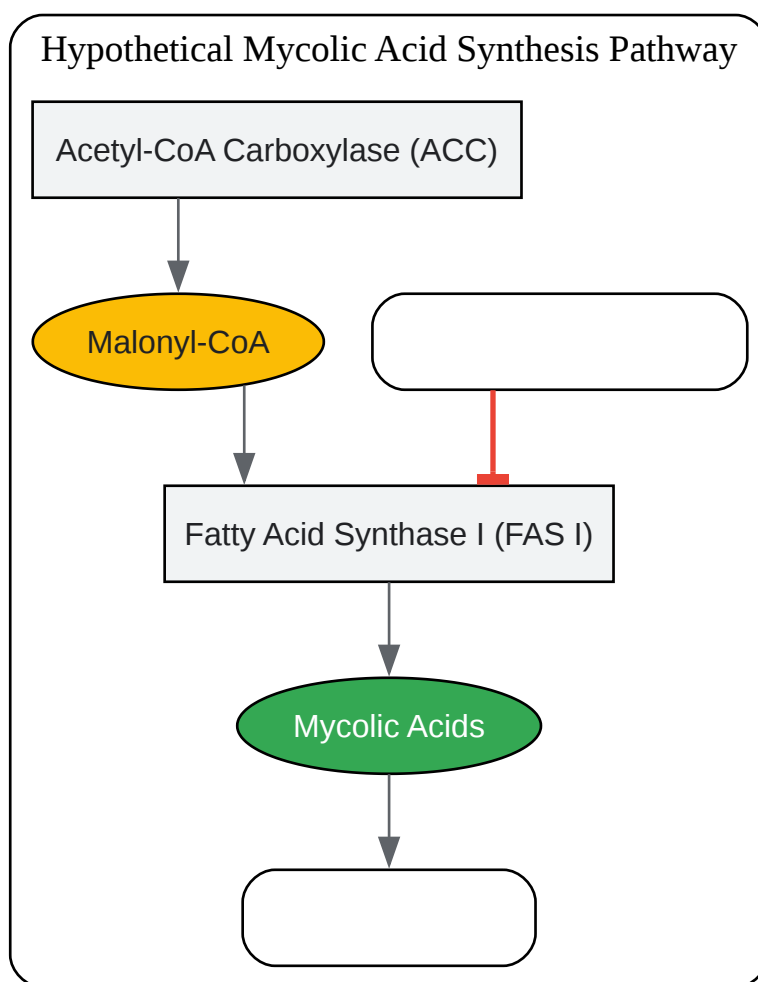 Hypothetical Mycolic Acid Synthesis Pathway
Acetyl-CoA Carboxylase (ACC)
Malonyl-CoA
Fatty Acid Synthase I (FAS I)
Mycolic Acids